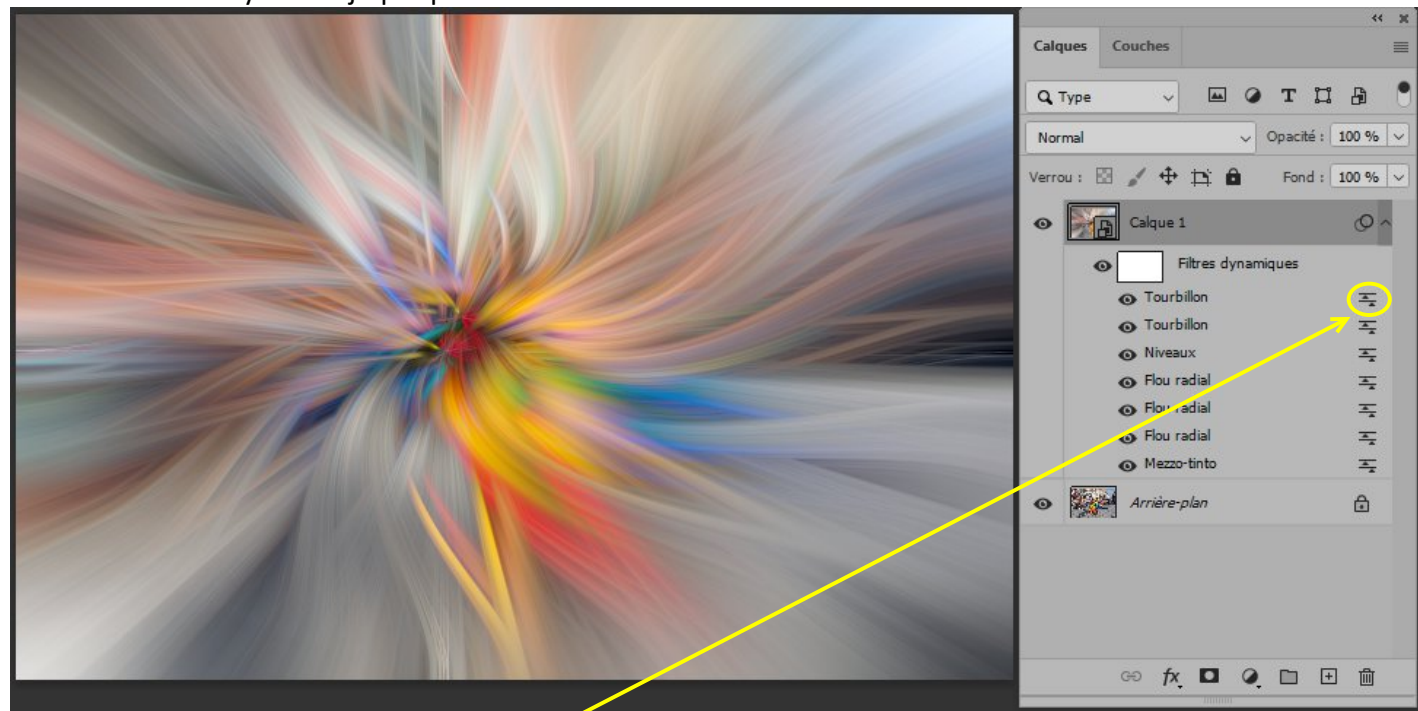 Calques Couches
Type T
Normal Opacité : 100 %
Verrou : Fond : 100 %
Calque 1
Filtres dynamiques
Tourbillon
Tourbillon
Niveaux
Flou radial
Flou radial
Flou radial
Mezzo-tinto
Arrière-plan
fx